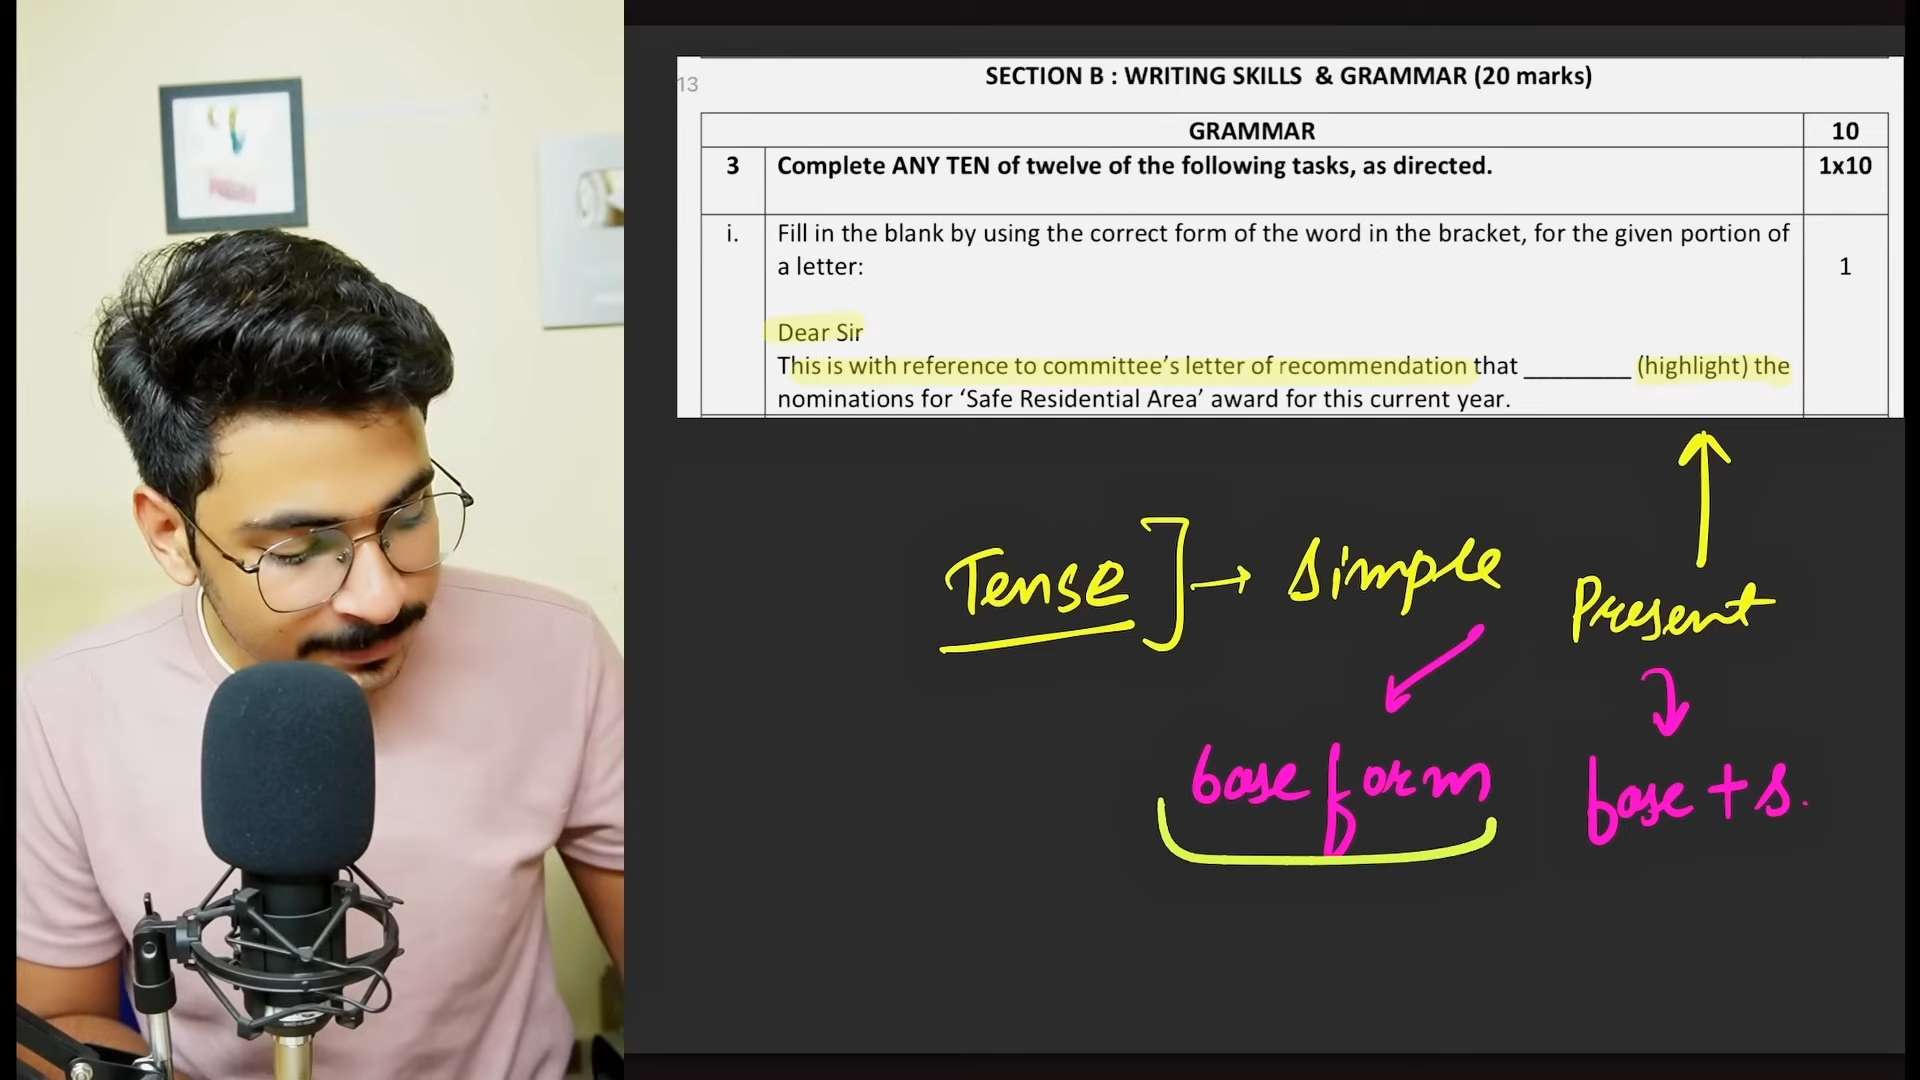 13
SECTION B : WRITING SKILLS & GRAMMAR (20 marks)
GRAMMAR 10
3 Complete ANY TEN of twelve of the following tasks, as directed. 1x10
i. Fill in the blank by using the correct form of the word in the bracket, for the given portion of
a letter: 1
Dear Sir
This is with reference to committee’s letter of recommendation that ________ (highlight) the
nominations for ‘Safe Residential Area’ award for this current year.
Tense ] → Simple Present
base form base + s.